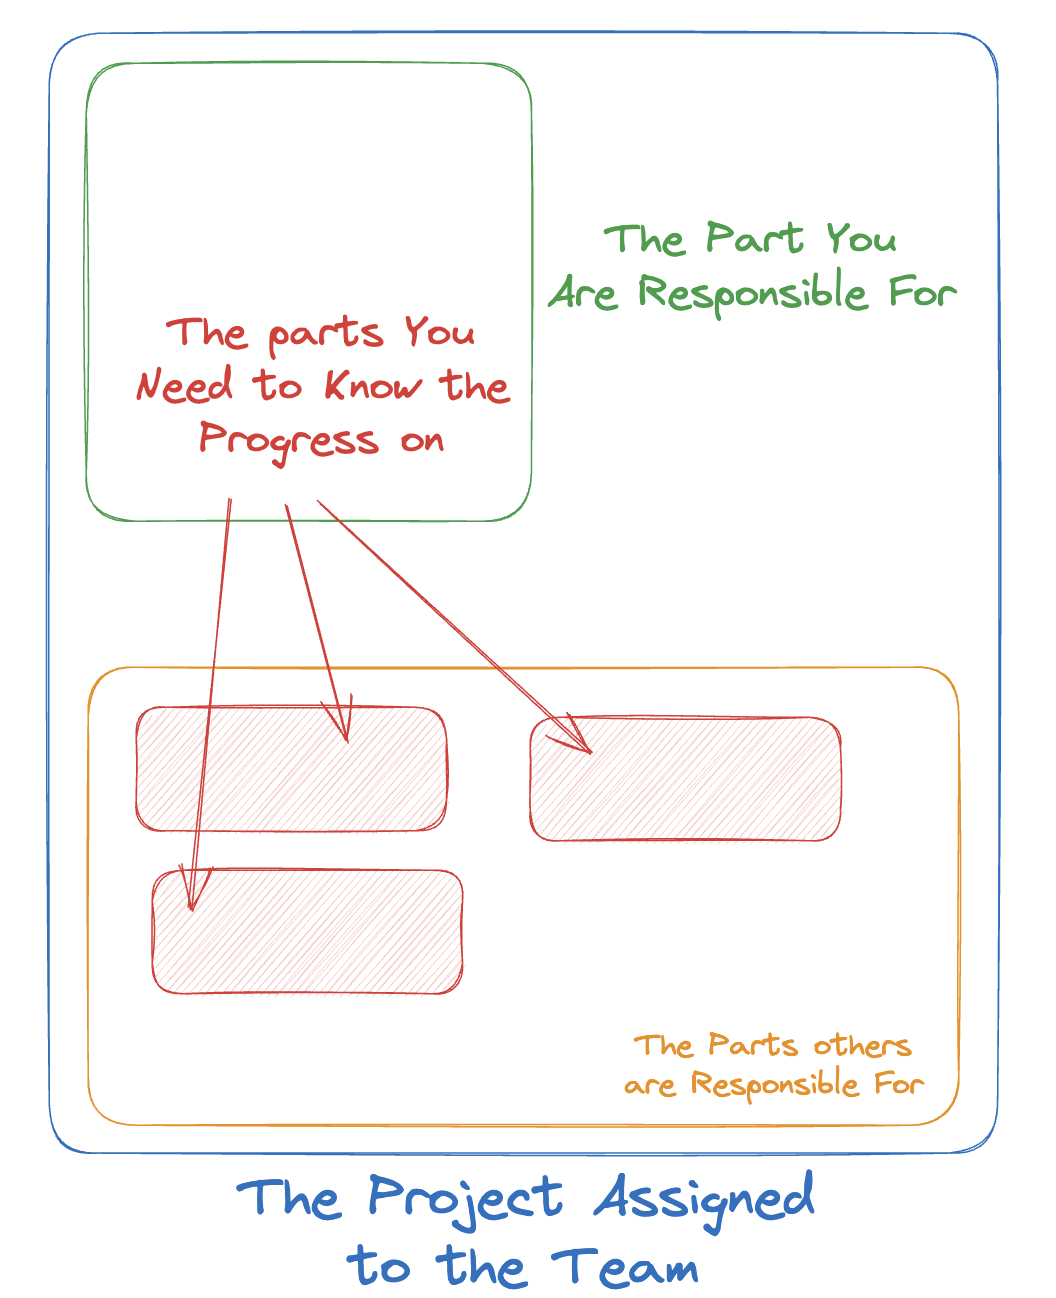 The Part You
Are Responsible For
The parts You
Need to Know the
Progress on
The Parts others
are Responsible For
The Project Assigned
to the Team